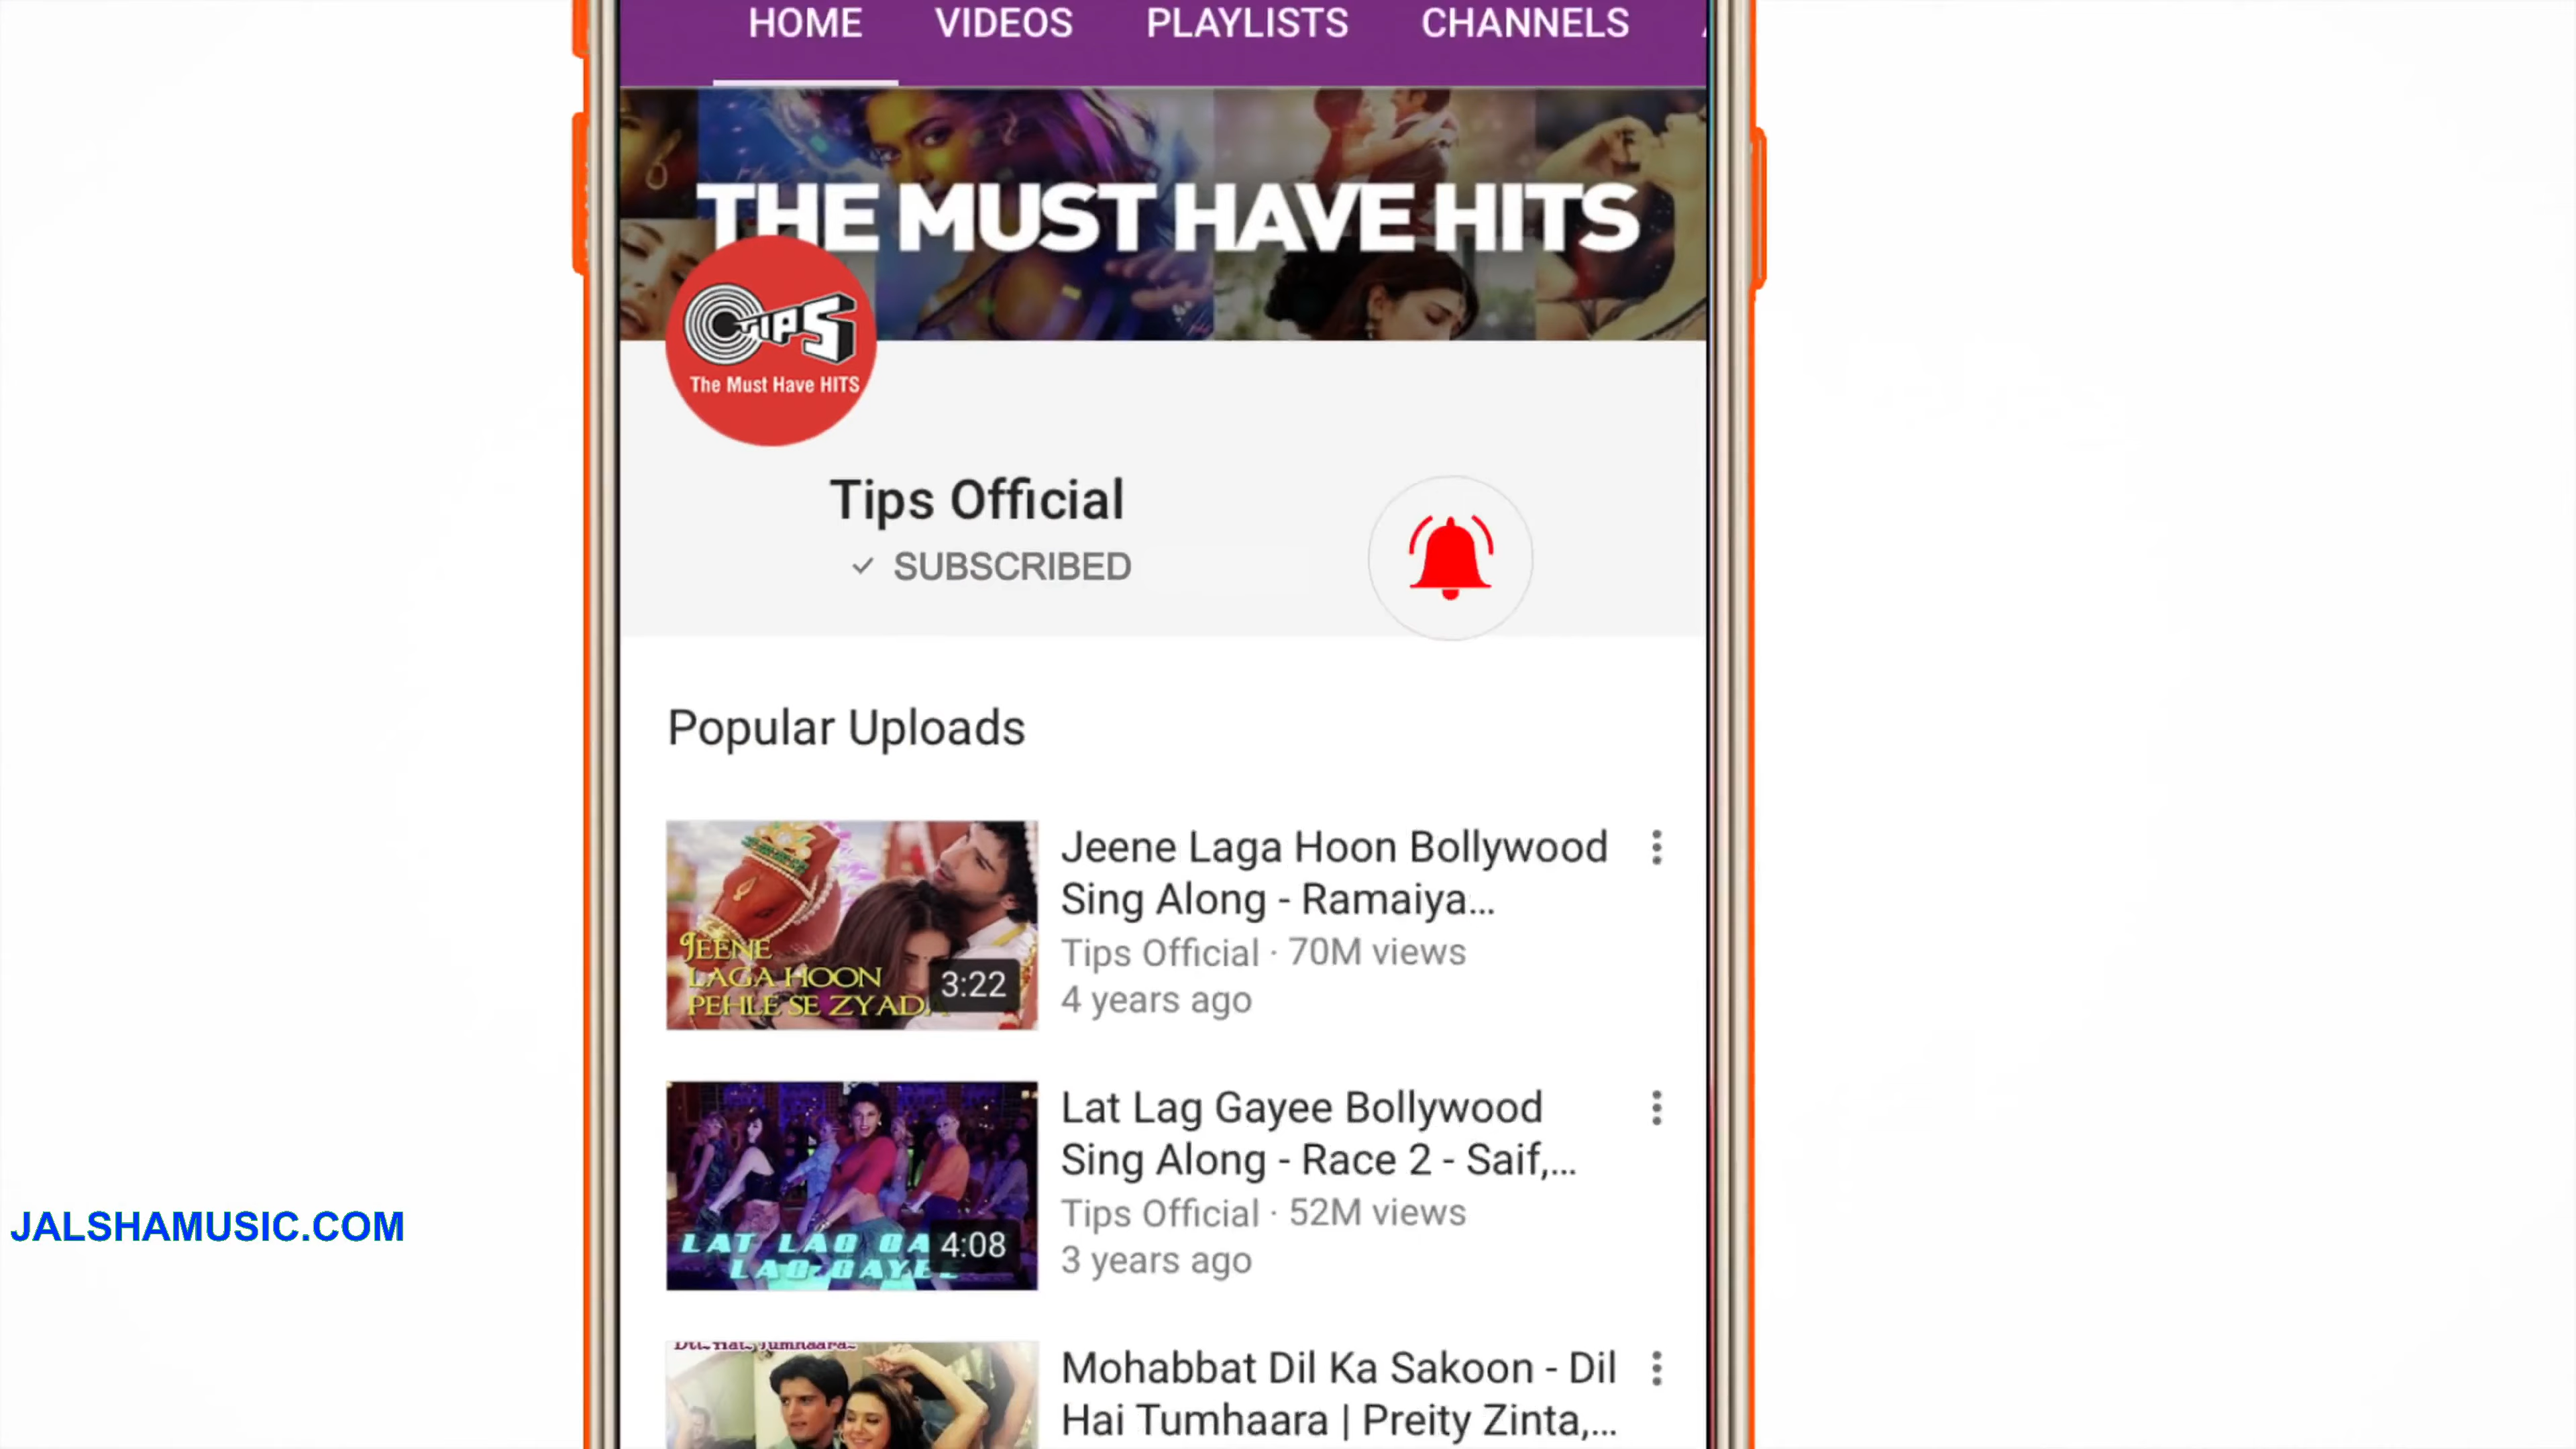 HOME VIDEOS PLAYLISTS CHANNELS
THE MUST HAVE HITS
TIPS
The Must Have HITS
Tips Official
SUBSCRIBED
Popular Uploads
Jeene Laga Hoon Bollywood
Sing Along - Ramaiya...
Tips Official · 70M views
4 years ago
JEENE
LAGA HOON
PEHLE SE ZYADA
3:22
Lat Lag Gayee Bollywood
Sing Along - Race 2 - Saif,...
Tips Official · 52M views
3 years ago
LAT LAG
4:08
JALSHAMUSIC.COM
Mohabbat Dil Ka Sakoon - Dil
Hai Tumhaara | Preity Zinta,...